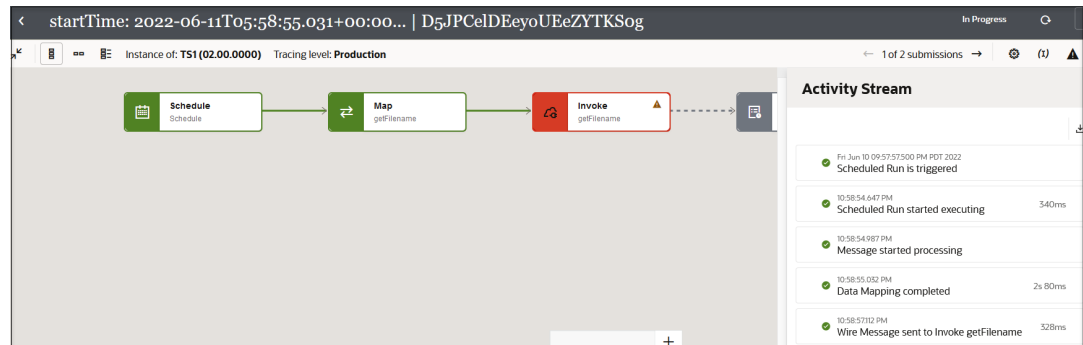 startTime: 2022-06-11T05:58:55.031+00:00... | D5JPCelDEeyoUEeZYTKS0g
In Progress
Instance of: TS1 (02.00.0000) Tracing level: Production
1 of 2 submissions
(1)
Schedule
Schedule
Map
getFilename
Invoke
getFilename
Activity Stream
Fri Jun 10 09:57:57.500 PM PDT 2022
Scheduled Run is triggered
10:58:54.647 PM
Scheduled Run started executing 340ms
10:58:54.987 PM
Message started processing
10:58:55.032 PM
Data Mapping completed 2s 80ms
10:58:57.112 PM
Wire Message sent to Invoke getFilename 328ms